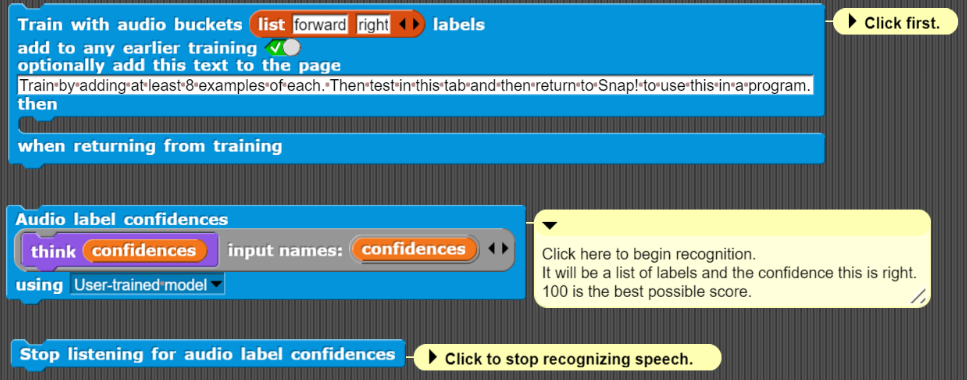 Train with audio buckets list forward right labels
Click first.
add to any earlier training
optionally add this text to the page
Train by adding at least 8 examples of each. Then test in this tab and then return to Snap! to use this in a program.
then
when returning from training
Audio label confidences
think confidences input names: confidences
using User-trained model
Click here to begin recognition.
It will be a list of labels and the confidence this is right.
100 is the best possible score.
Stop listening for audio label confidences
Click to stop recognizing speech.